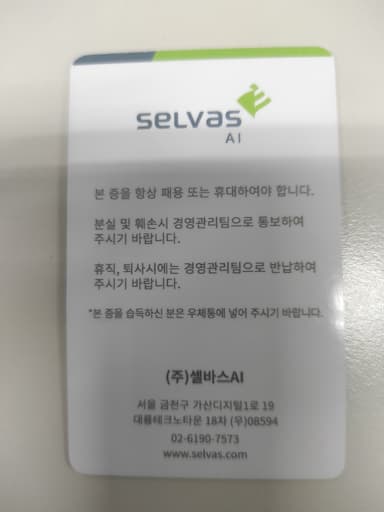 SELVAS
AI
본 증을 항상 패용 또는 휴대하여야 합니다.
분실 및 훼손시 경영관리팀으로 통보하여
주시기 바랍니다.
휴직, 퇴사시에는 경영관리팀으로 반납하여
주시기 바랍니다.
*본 증을 습득하신 분은 우체통에 넣어 주시기 바랍니다.
(주)셀바스AI
서울 금천구 가산디지털1로 19
대륭테크노타운 18차 (우)08594
02-6190-7573
www.selvas.com